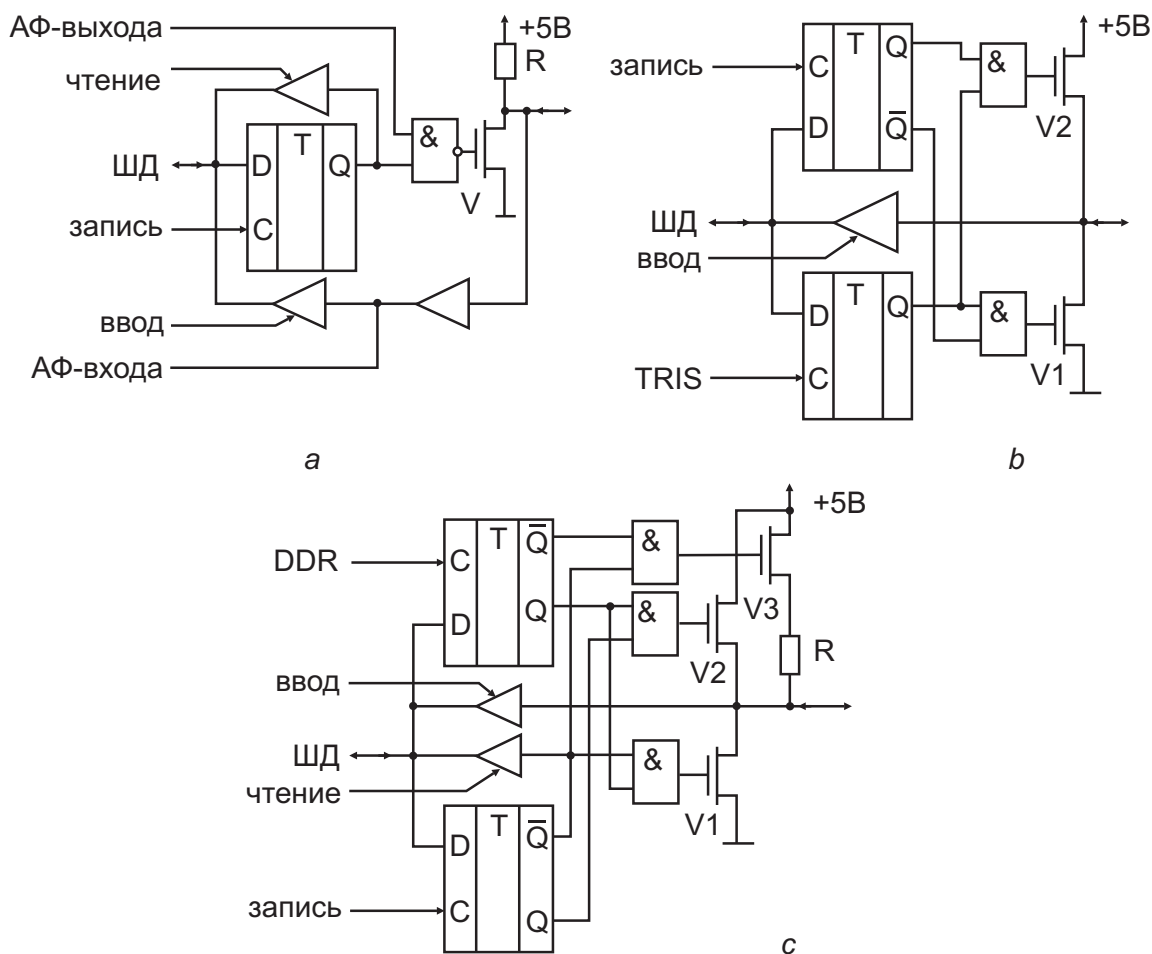 АФ-выхода
+5В
R
чтение
T
&
ШД
D
Q
V
запись
C
ввод
АФ-входа
a
+5В
T
Q
&
запись
C
V2
D
Q̅
ШД
ввод
T
Q
&
D
V1
TRIS
C
b
+5В
T
Q̅
&
DDR
C
V3
Q
&
D
V2
R
ввод
ШД
&
чтение
V1
T
Q̅
D
запись
C
Q
c